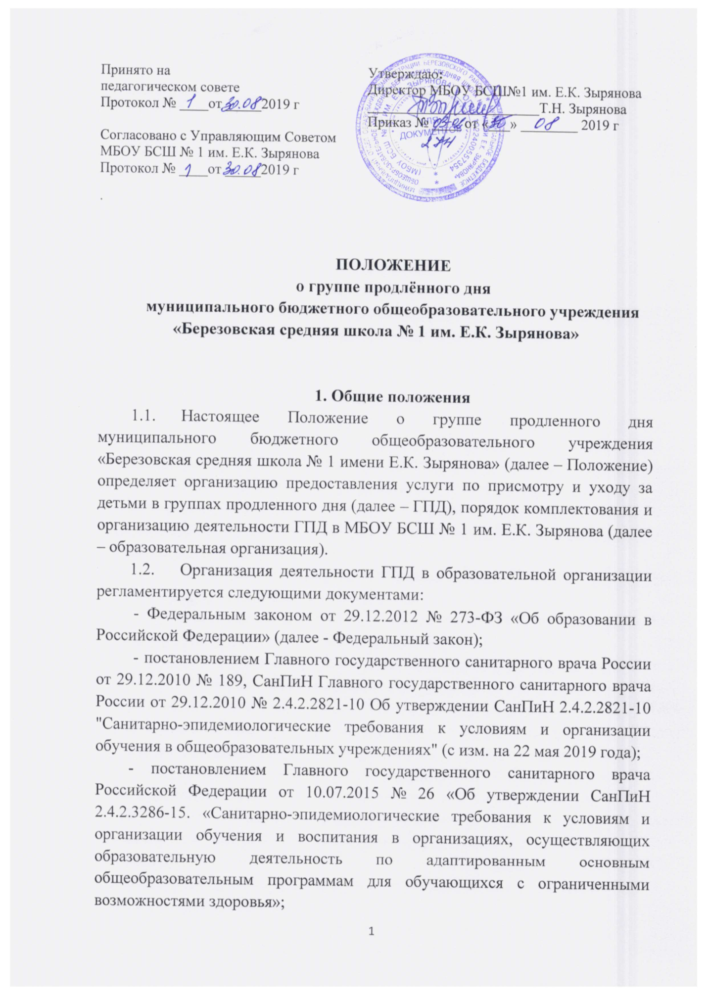 Принято на
педагогическом совете
Протокол № 1 от 30.08 2019 г
Согласовано с Управляющим Советом
МБОУ БСШ № 1 им. Е.К. Зырянова
Протокол № 1 от 30.08 2019 г
.
Утверждаю:
Директор МБОУ БСШ№1 им. Е.К. Зырянова
Т.Н. Зырянова
Приказ № 03-02 от «30» 08 2019 г
274
ДЛЯ
ДОКУМЕНТОВ
ПОЛОЖЕНИЕ
о группе продлённого дня
муниципального бюджетного общеобразовательного учреждения
«Березовская средняя школа № 1 им. Е.К. Зырянова»
1. Общие положения
1.1. Настоящее Положение о группе продленного дня
муниципального бюджетного общеобразовательного учреждения
«Березовская средняя школа № 1 имени Е.К. Зырянова» (далее – Положение)
определяет организацию предоставления услуги по присмотру и уходу за
детьми в группах продленного дня (далее – ГПД), порядок комплектования и
организацию деятельности ГПД в МБОУ БСШ № 1 им. Е.К. Зырянова (далее
– образовательная организация).
1.2. Организация деятельности ГПД в образовательной организации
регламентируется следующими документами:
- Федеральным законом от 29.12.2012 № 273-ФЗ «Об образовании в
Российской Федерации» (далее - Федеральный закон);
- постановлением Главного государственного санитарного врача России
от 29.12.2010 № 189, СанПиН Главного государственного санитарного врача
России от 29.12.2010 № 2.4.2.2821-10 Об утверждении СанПиН 2.4.2.2821-10
"Санитарно-эпидемиологические требования к условиям и организации
обучения в общеобразовательных учреждениях" (с изм. на 22 мая 2019 года);
- постановлением Главного государственного санитарного врача
Российской Федерации от 10.07.2015 № 26 «Об утверждении СанПиН
2.4.2.3286-15. «Санитарно-эпидемиологические требования к условиям и
организации обучения и воспитания в организациях, осуществляющих
образовательную деятельность по адаптированным основным
общеобразовательным программам для обучающихся с ограниченными
возможностями здоровья»;
1